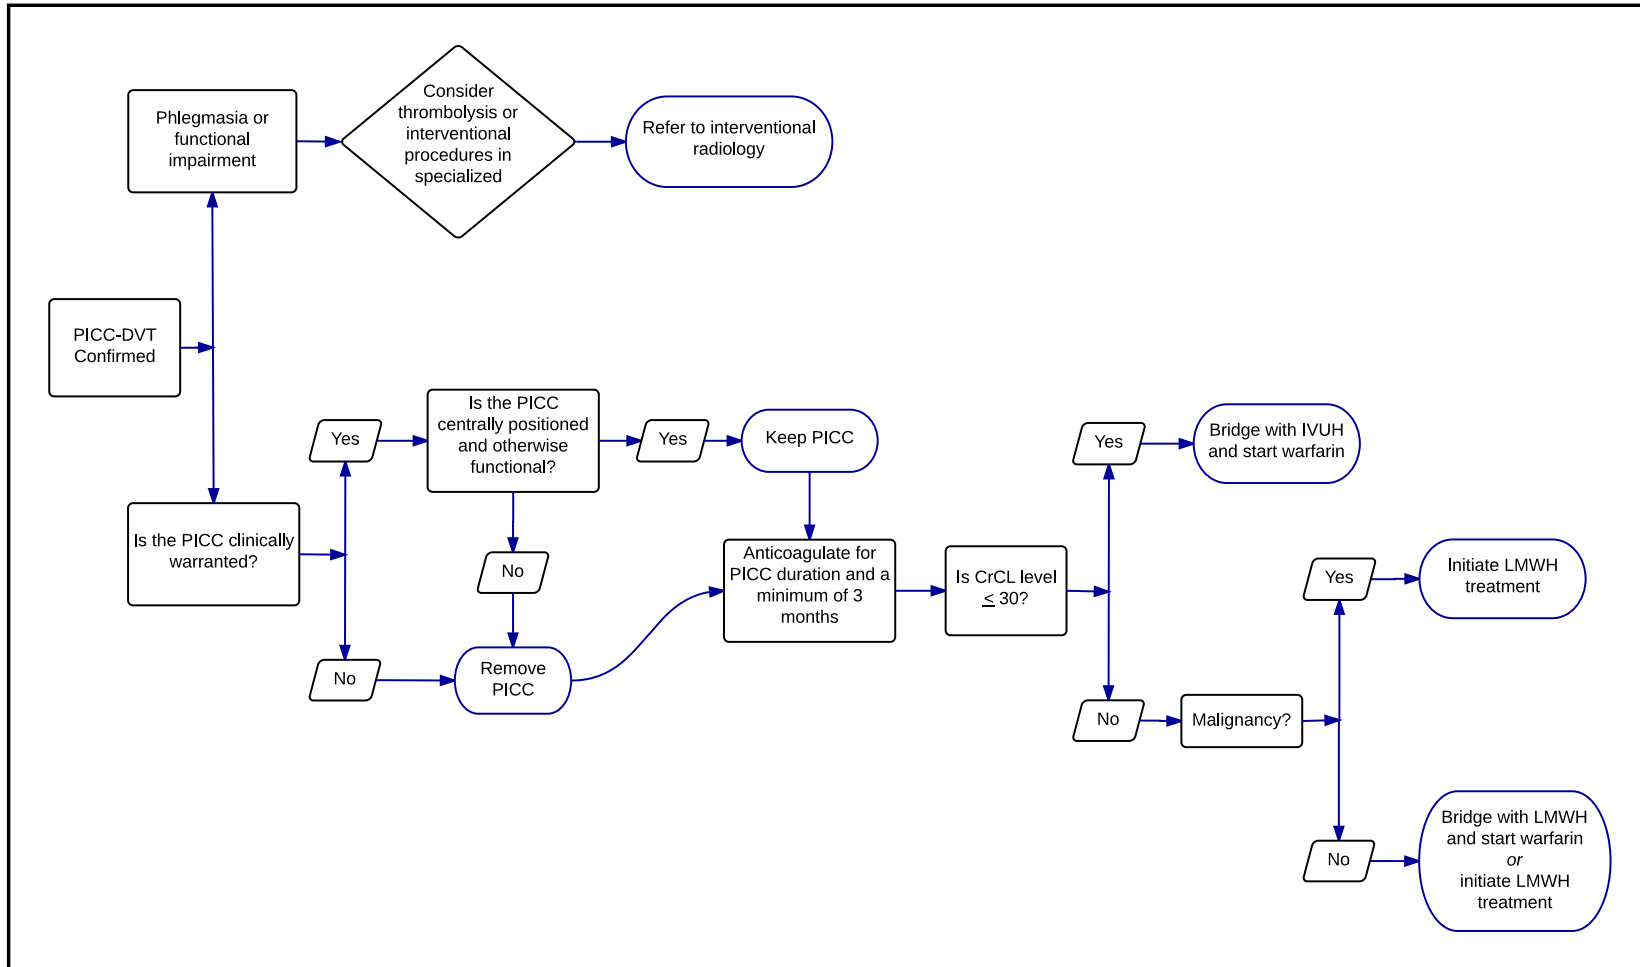 Phlegmasia or
functional
impairment
Consider
thrombolysis or
interventional
procedures in
specialized
Refer to interventional
radiology
PICC-DVT
Confirmed
Is the PICC clinically
warranted?
Yes
No
Is the PICC
centrally positioned
and otherwise
functional?
Yes
No
Keep PICC
Remove
PICC
Anticoagulate for
PICC duration and a
minimum of 3
months
Is CrCL level
≤ 30?
Yes
Bridge with IVUH
and start warfarin
No
Malignancy?
Yes
Initiate LMWH
treatment
No
Bridge with LMWH
and start warfarin
or
initiate LMWH
treatment